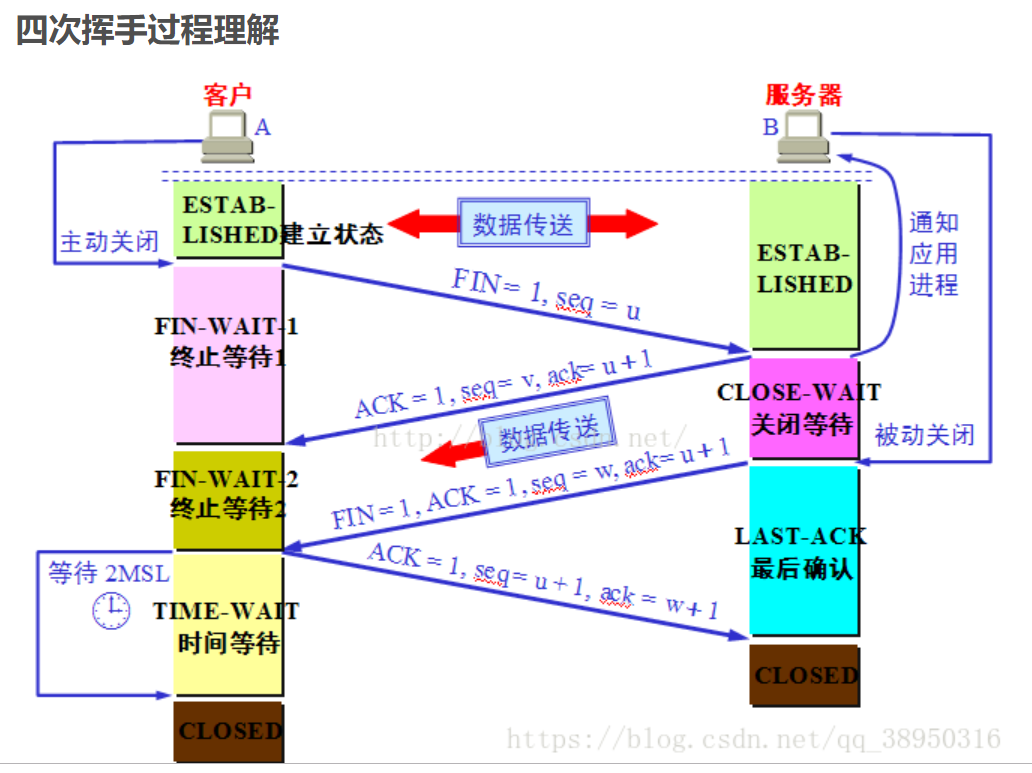 四次挥手过程理解
客户
服务器
A
B
ESTAB-
LISHED建立状态
数据传送
主动关闭
ESTAB-
LISHED
通知
应用
进程
FIN = 1, seq = u
FIN-WAIT-1
终止等待1
ACK = 1, seq= v, ack= u+1
CLOSE-WAIT
关闭等待
被动关闭
http://blog.csdn.net/
数据传送
FIN-WAIT-2
终止等待2
FIN=1, ACK =1,seq = w, ack= u+1
LAST-ACK
最后确认
ACK = 1, seq= u+1, ack = w+1
等待 2MSL
TIME-WAIT
时间等待
CLOSED
CLOSED
https://blog.csdn.net/qq_38950316